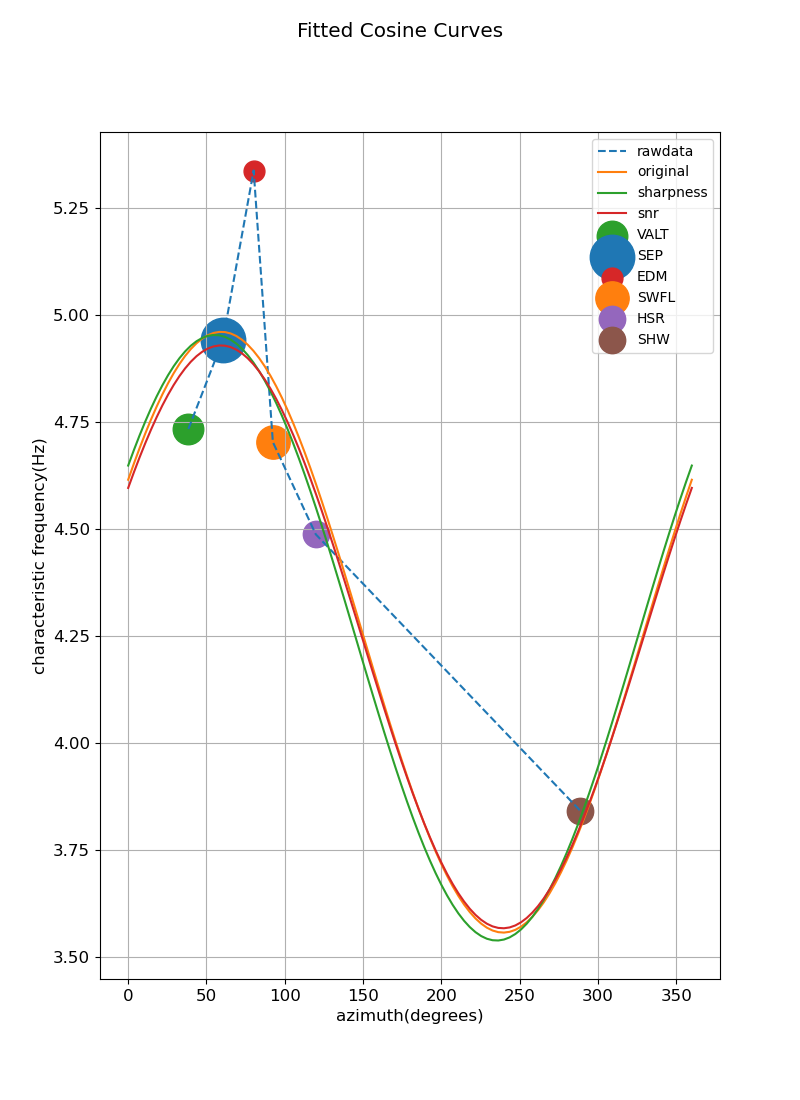 Fitted Cosine Curves
5.25
5.00
4.75
4.50
4.25
4.00
3.75
3.50
characteristic frequency(Hz)
rawdata
original
sharpness
snr
VALT
SEP
EDM
SWFL
HSR
SHW
0 50 100 150 200 250 300 350
azimuth(degrees)